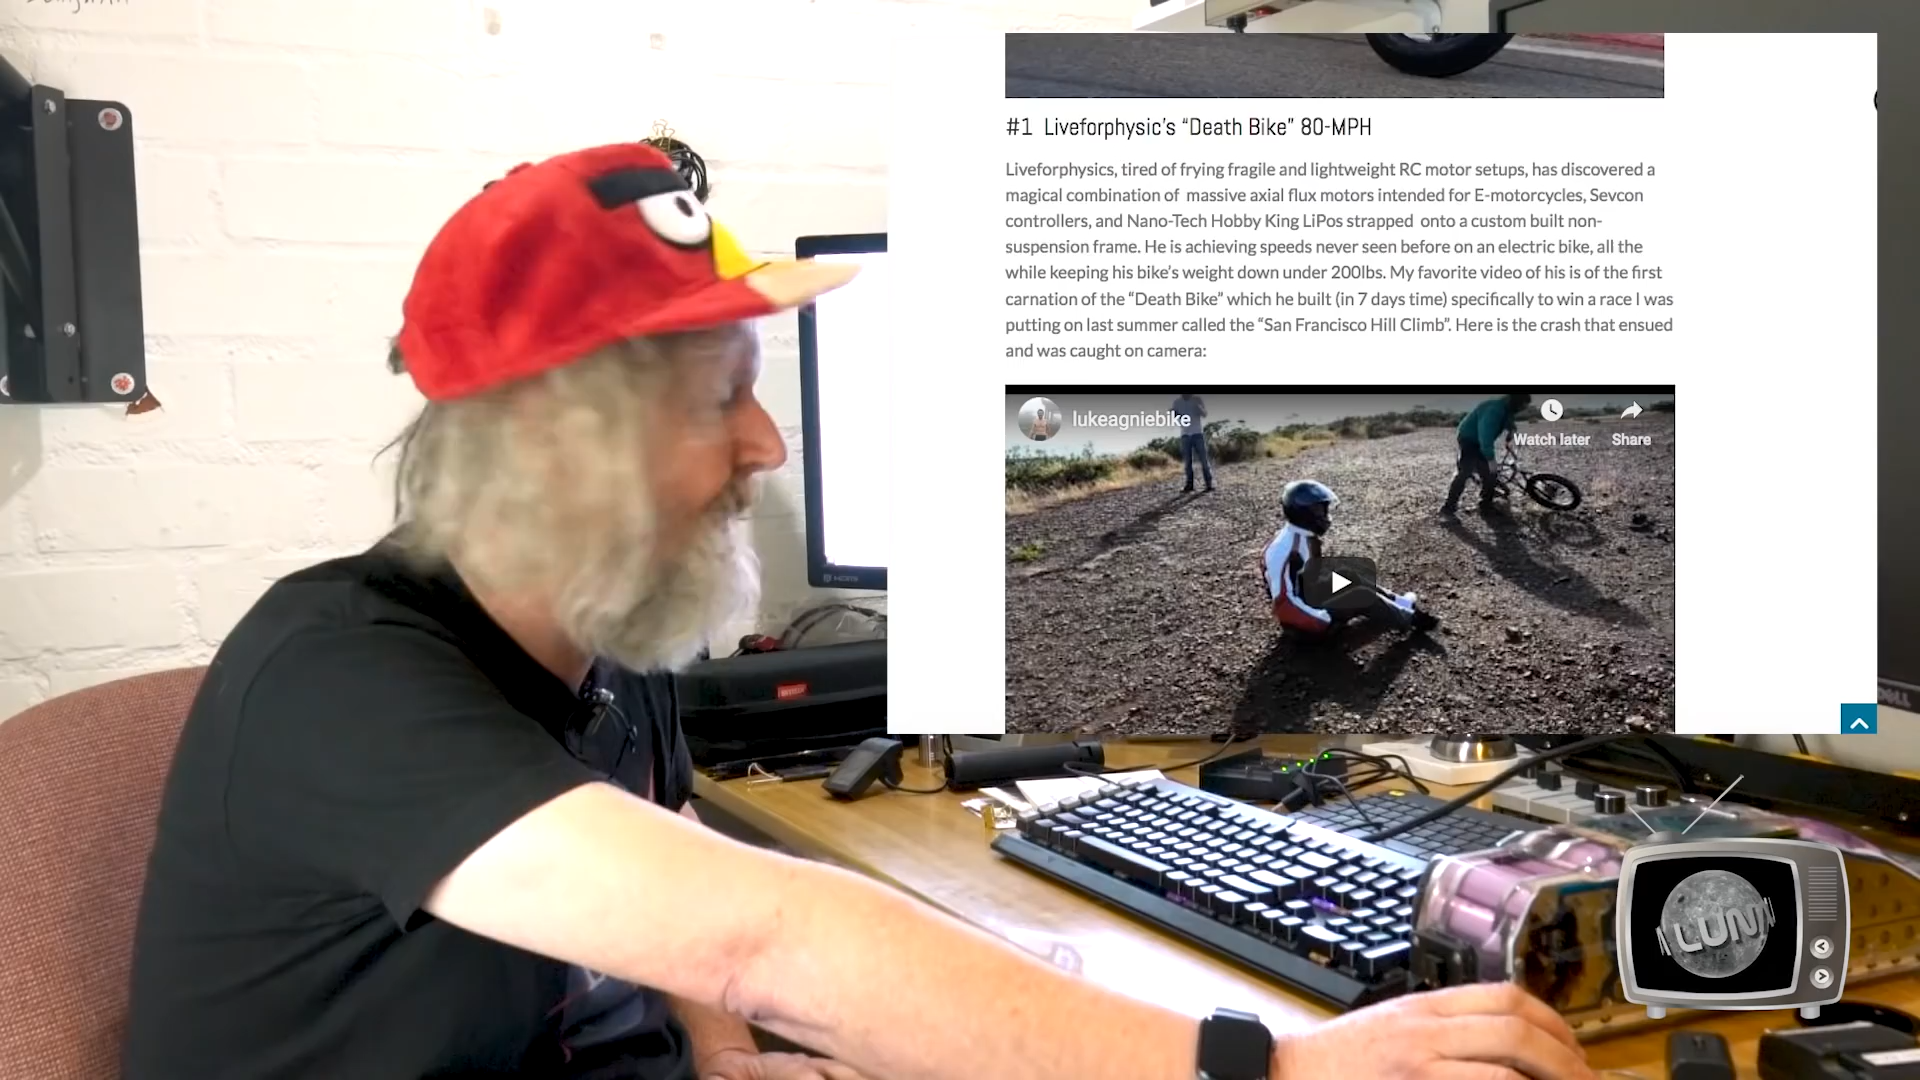 #1 Liveforphysic's “Death Bike” 80-MPH
Liveforphysics, tired of frying fragile and lightweight RC motor setups, has discovered a
magical combination of massive axial flux motors intended for E-motorcycles, Sevcon
controllers, and Nano-Tech Hobby King LiPos strapped onto a custom built non-
suspension frame. He is achieving speeds never seen before on an electric bike, all the
while keeping his bike's weight down under 200lbs. My favorite video of his is of the first
carnation of the “Death Bike” which he built (in 7 days time) specifically to win a race I was
putting on last summer called the “San Francisco Hill Climb”. Here is the crash that ensued
and was caught on camera:
lukeagniebike
Watch later
Share
HDMI
DELL
LUNA